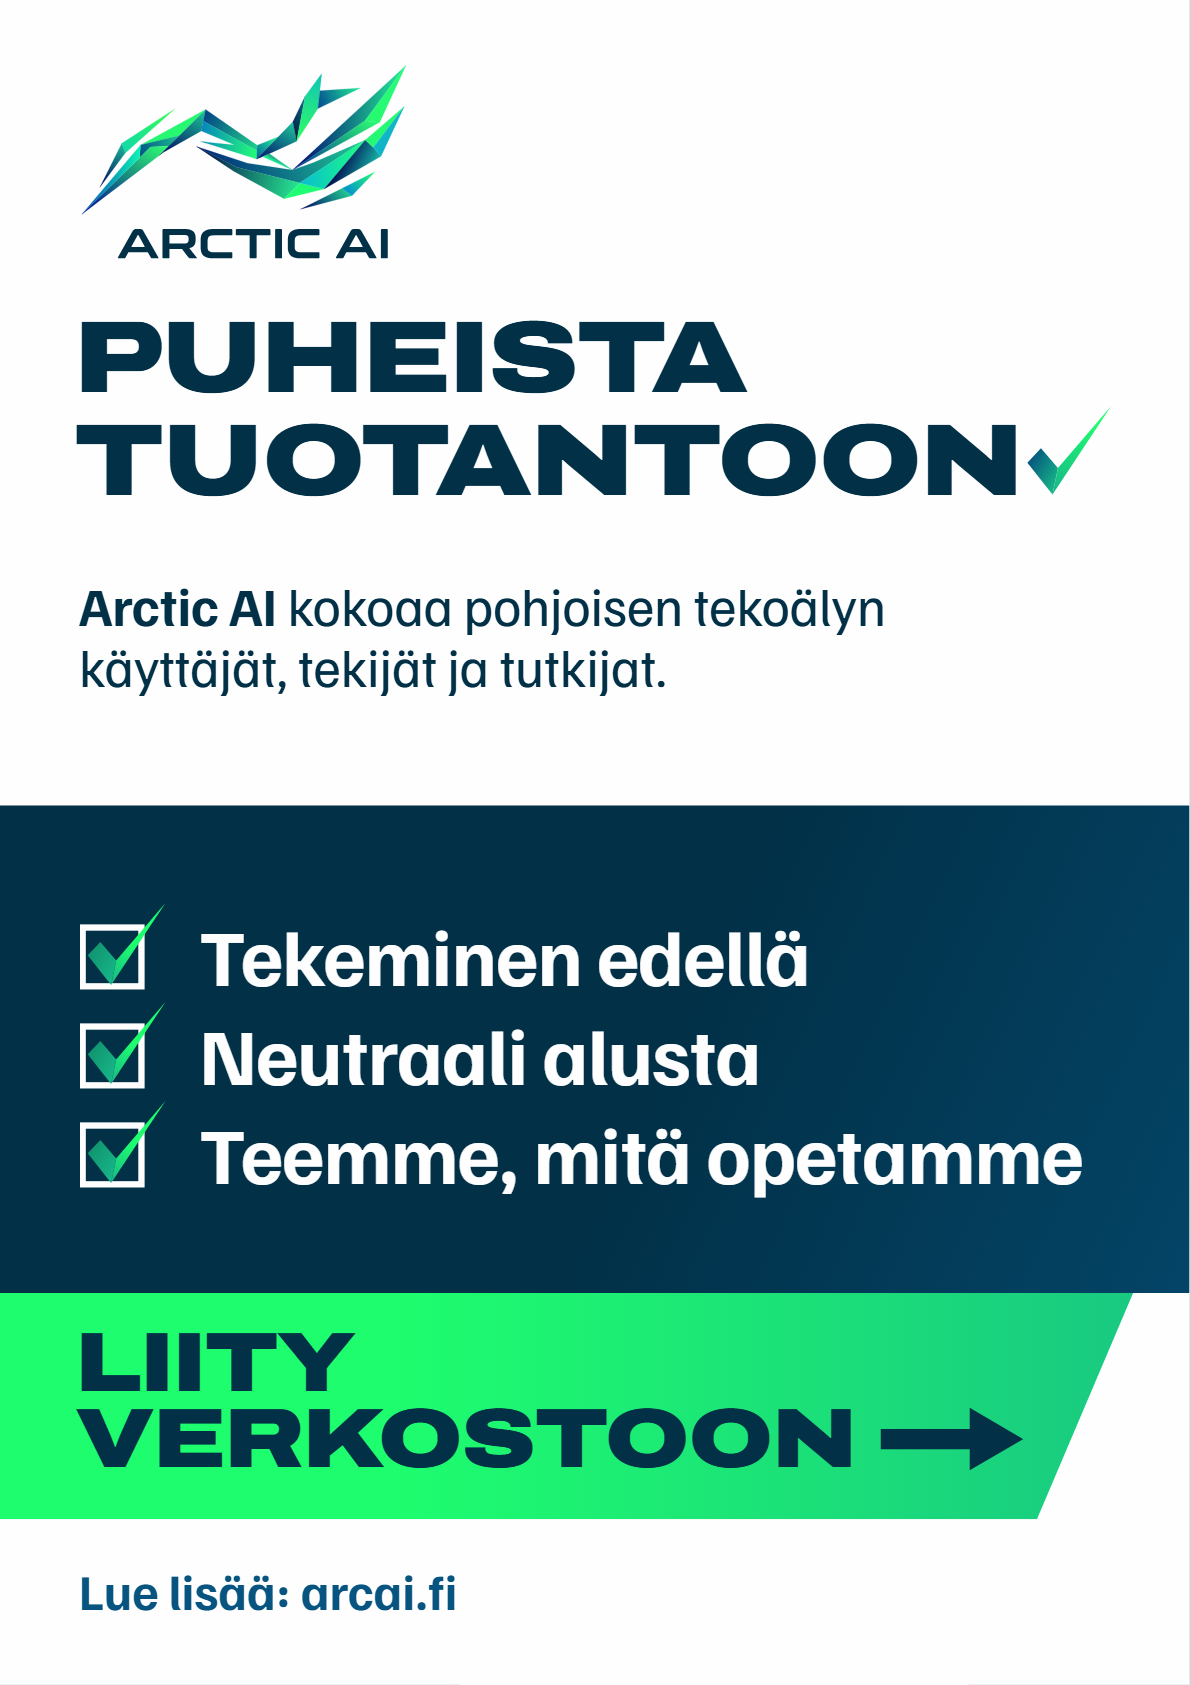 ARCTIC AI
PUHEISTA
TUOTANTOON
Arctic AI kokoaa pohjoisen tekoälyn
käyttäjät, tekijät ja tutkijat.
Tekeminen edellä
Neutraali alusta
Teemme, mitä opetamme
LIITY
VERKOSTOON
Lue lisää: arcai.fi